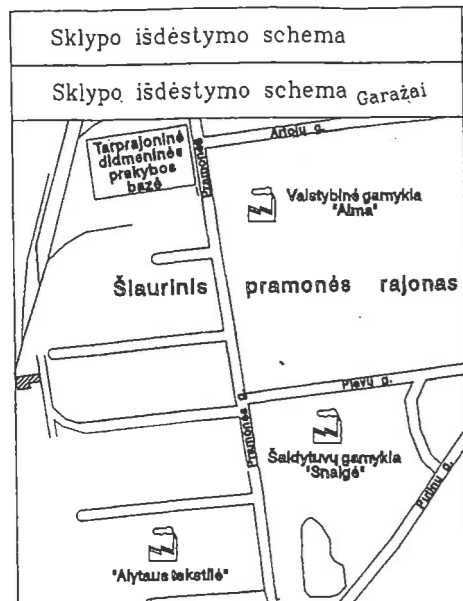 Sklypo išdėstymo schema
Sklypo išdėstymo schema Garažai
Artojų g.
Tarprajoninė
didmeninės
prekybos
bazė
Pramonės
Valstybinė gamykla
"Alma"
Šiaurinis pramonės rajonas
Pievų g.
Pramonės g.
Šaldytuvų gamykla
"Snaigė"
"Alytaus tekstilė"